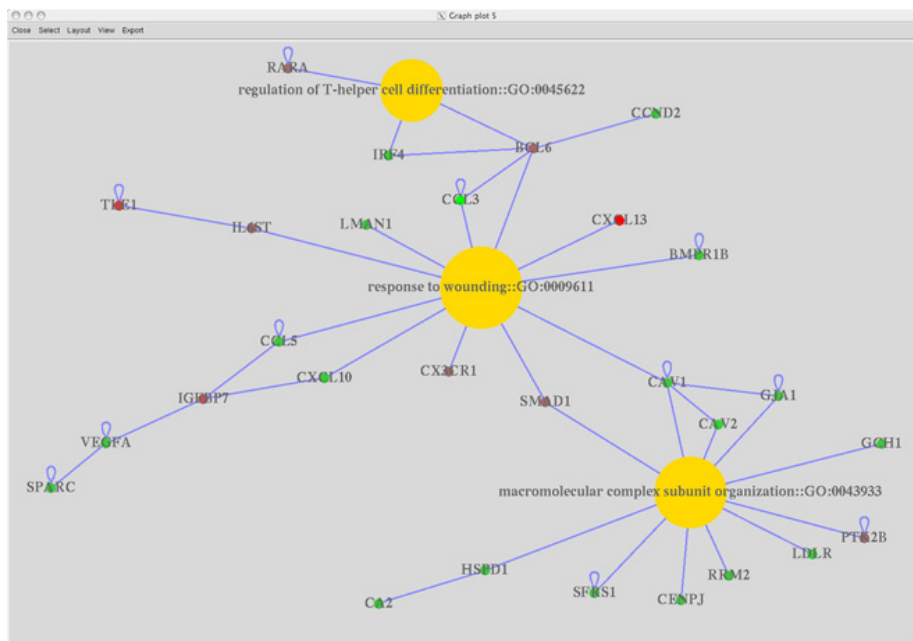 Graph plot 5
Close Select Layout View Export
RARA
regulation of T-helper cell differentiation::GO:0045622
CCND2
IRF4
BCL6
TLE1
IL6ST
LMAN1
CCL3
CXCL13
BMPR1B
response to wounding::GO:0009611
CCL5
CXCL10
CX3CR1
CAV1
GJA1
IGFBP7
SMAD1
CAV2
VEGFA
GCH1
SPARC
macromolecular complex subunit organization::GO:0043933
PTK2B
LDLR
HSPD1
RRM2
SFRS1
CENPJ
CA2